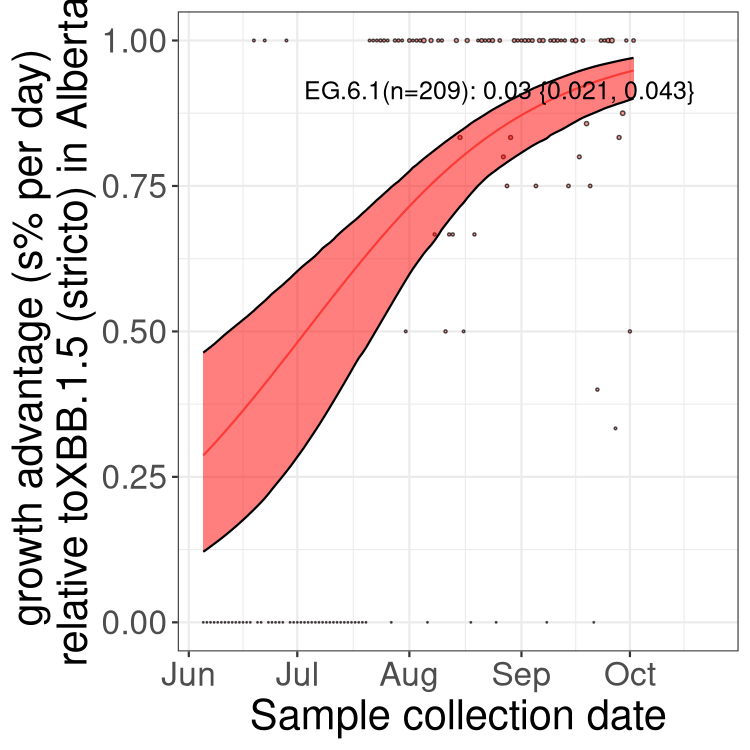 growth advantage (s% per day)
relative toXBB.1.5 (stricto) in Alberta
1.00
0.75
0.50
0.25
0.00
EG.6.1(n=209): 0.03 {0.021, 0.043}
Jun Jul Aug Sep Oct
Sample collection date